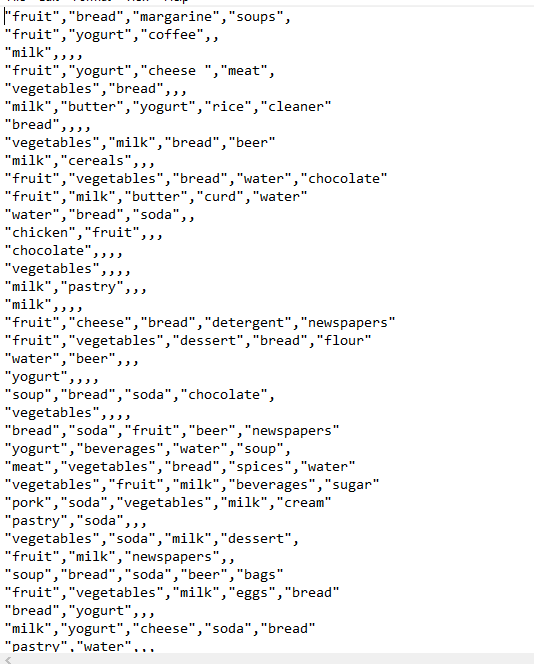 "fruit","bread","margarine","soups",
"fruit","yogurt","coffee",,
"milk",,,,
"fruit","yogurt","cheese ","meat",
"vegetables","bread",,,
"milk","butter","yogurt","rice","cleaner"
"bread",,,,
"vegetables","milk","bread","beer"
"milk","cereals",,,
"fruit","vegetables","bread","water","chocolate"
"fruit","milk","butter","curd","water"
"water","bread","soda",,
"chicken","fruit",,,
"chocolate",,,,
"vegetables",,,,
"milk","pastry",,,
"milk",,,,
"fruit","cheese","bread","detergent","newspapers"
"fruit","vegetables","dessert","bread","flour"
"water","beer",,,
"yogurt",,,,
"soup","bread","soda","chocolate",
"vegetables",,,,
"bread","soda","fruit","beer","newspapers"
"yogurt","beverages","water","soup",
"meat","vegetables","bread","spices","water"
"vegetables","fruit","milk","beverages","sugar"
"pork","soda","vegetables","milk","cream"
"pastry","soda",,,
"vegetables","soda","milk","dessert",
"fruit","milk","newspapers",,
"soup","bread","soda","beer","bags"
"fruit","vegetables","milk","eggs","bread"
"bread","yogurt",,,
"milk","yogurt","cheese","soda","bread"
"pastry","water",,,